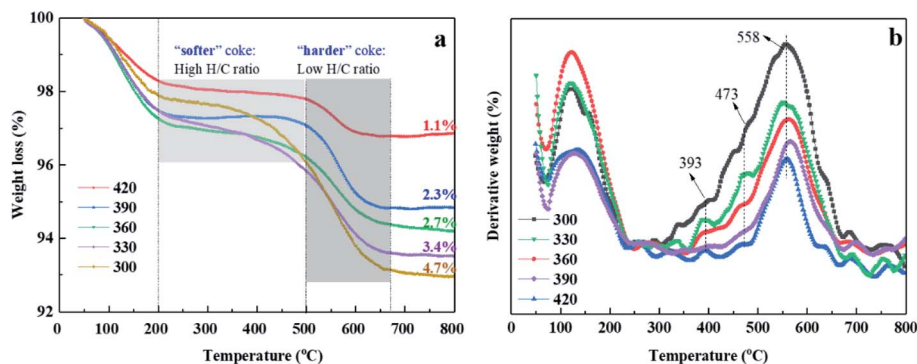 100
98
96
94
92
Weight loss (%)
"softer" coke:
High H/C ratio
"harder" coke:
Low H/C ratio
a
1.1%
2.3%
2.7%
3.4%
4.7%
420
390
360
330
300
0 100 200 300 400 500 600 700 800
Temperature (°C)
Derivative weight (%)
b
558
473
393
300
330
360
390
420
0 100 200 300 400 500 600 700 800
Temperature (°C)